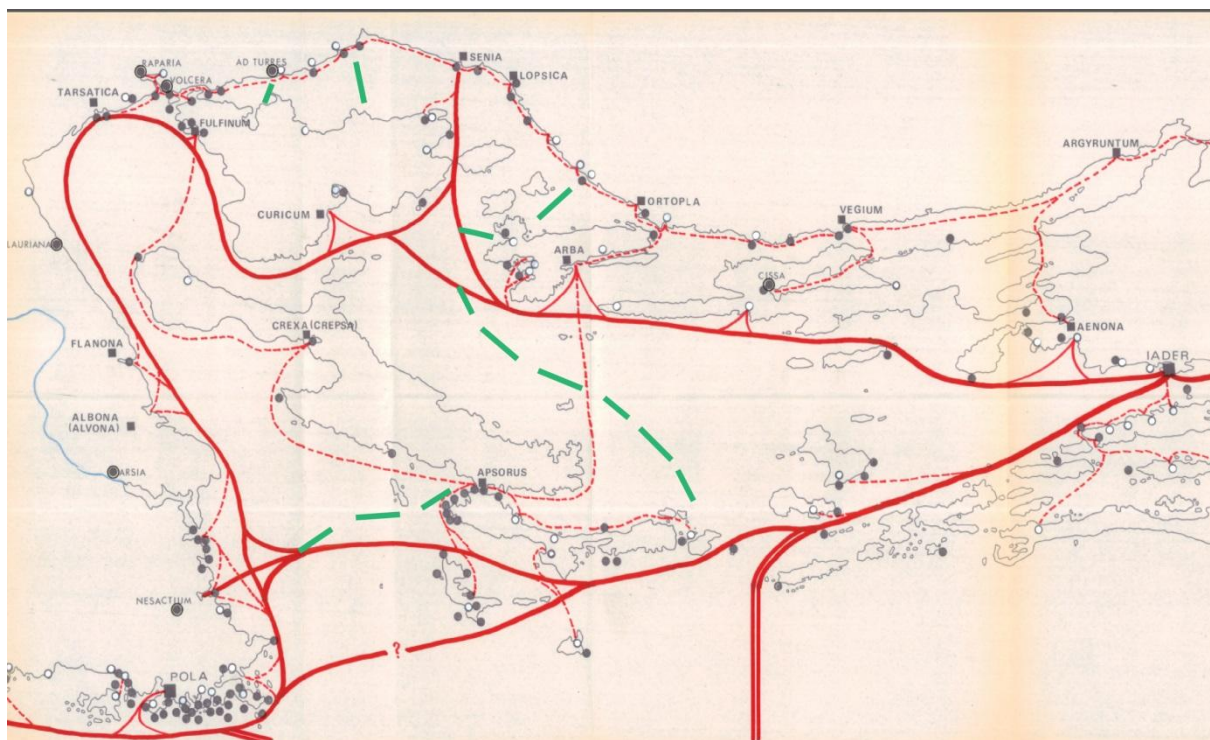 RAPARIA
AD TURRES
SENIA
VOLCERA
LOPSICA
TARSATICA
FULFINUM
ARGYRUNTUM
CURICUM
ORTOPLA
VEGIUM
LAURIANA
ARBA
CISSA
CREXA (CREPSA)
AENONA
FLANONA
IADER
ALBONA
(ALVONA)
ARSIA
APSORUS
NESACTIUM
?
POLA